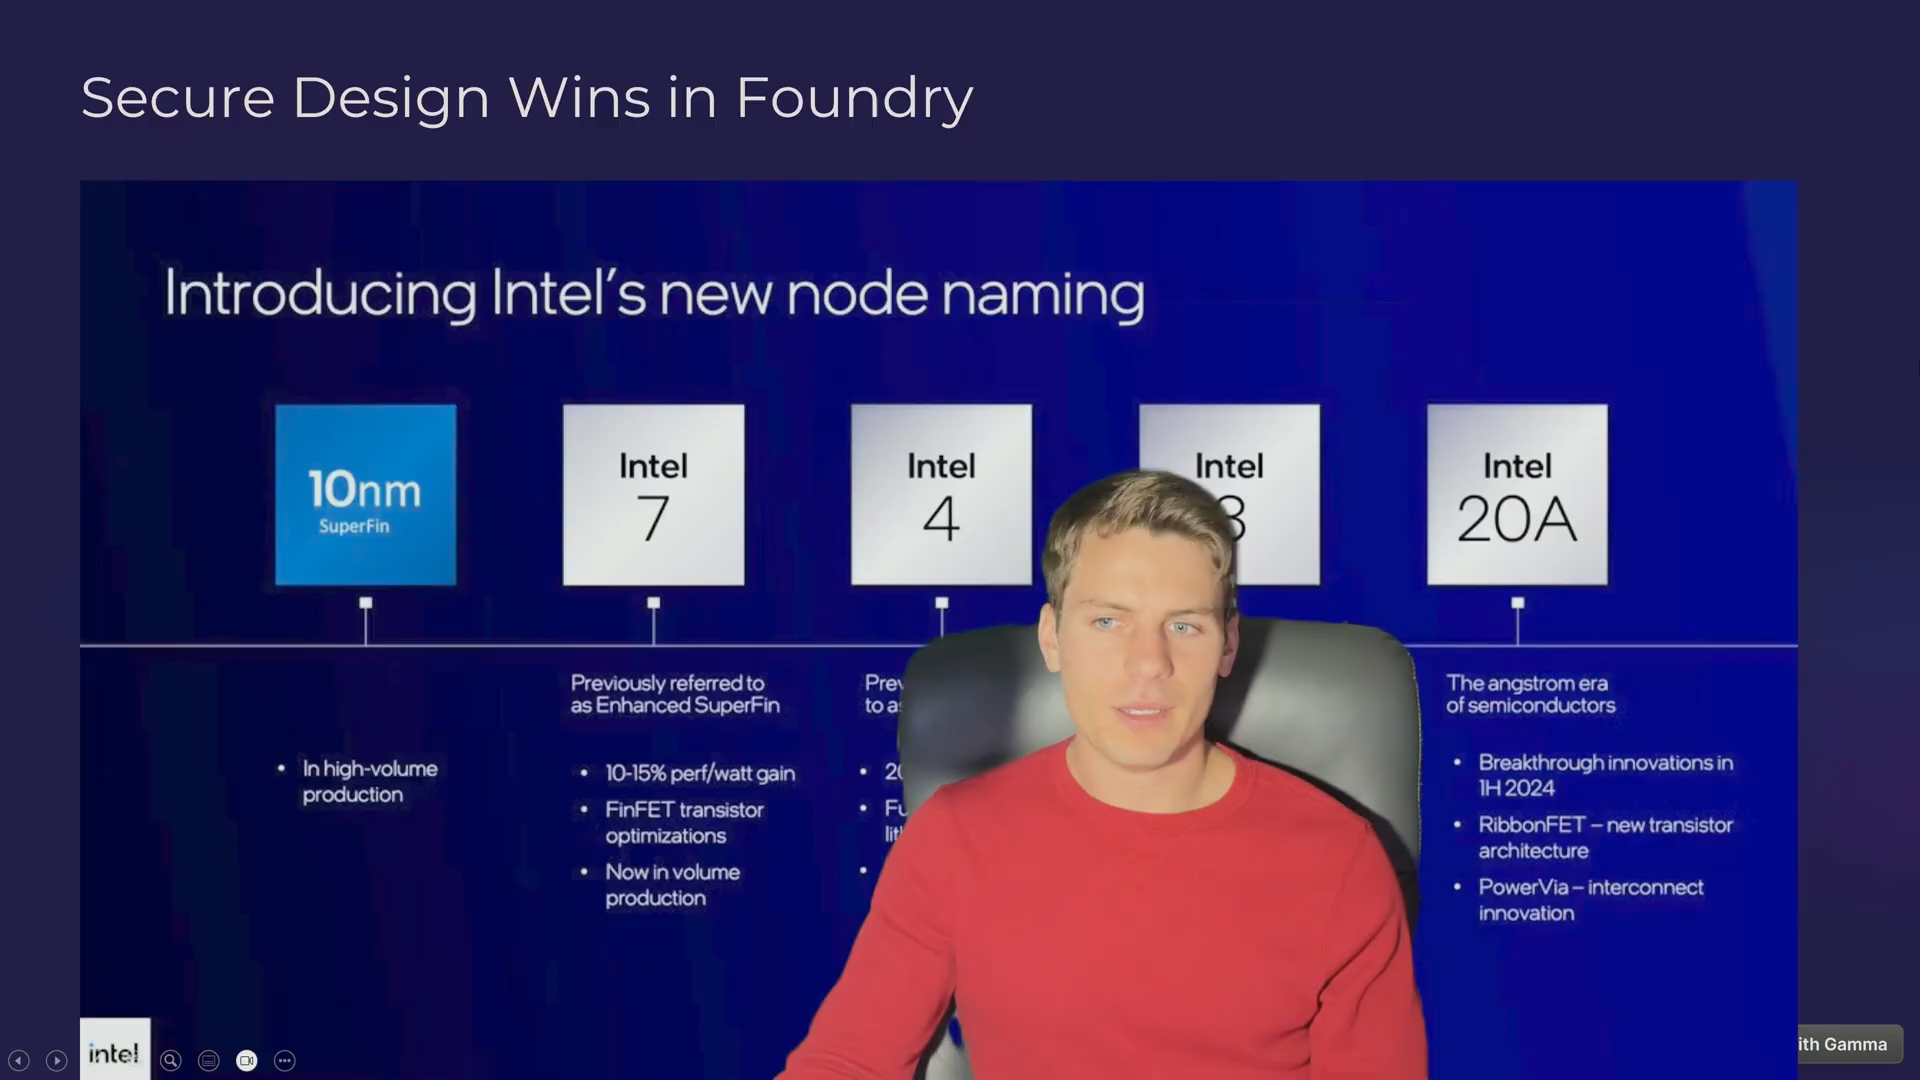 Secure Design Wins in Foundry
Introducing Intel's new node naming
10nm
SuperFin
Intel
7
Intel
4
Intel
3
Intel
20A
Previously referred to
as Enhanced SuperFin
The angstrom era
of semiconductors
• In high-volume
production
• 10-15% perf/watt gain
• FinFET transistor
optimizations
• Now in volume
production
• Breakthrough innovations in
1H 2024
• RibbonFET – new transistor
architecture
• PowerVia – interconnect
innovation
intel
Gamma